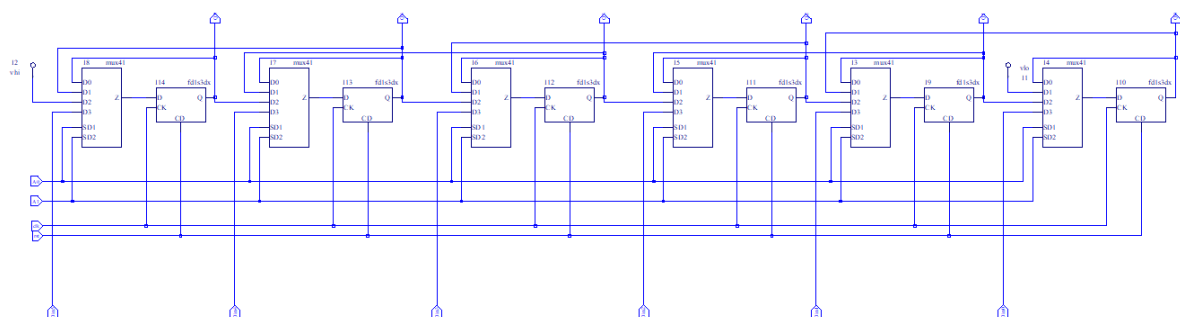 I8 mux41
I7 mux41
I6 mux41
I5 mux41
I3 mux41
I4 mux41
I2
vhi
vlo
I1
I14 fd1s3dx
I13 fd1s3dx
I12 fd1s3dx
I11 fd1s3dx
I9 fd1s3dx
I10 fd1s3dx
D0
D1
D2
D3
SD1
SD2
Z
D
CK
Q
CD
D0
D1
D2
D3
SD1
SD2
Z
D
CK
Q
CD
D0
D1
D2
D3
SD1
SD2
Z
D
CK
Q
CD
D0
D1
D2
D3
SD1
SD2
Z
D
CK
Q
CD
D0
D1
D2
D3
SD1
SD2
Z
D
CK
Q
CD
D0
D1
D2
D3
SD1
SD2
Z
D
CK
Q
CD
A0
A1